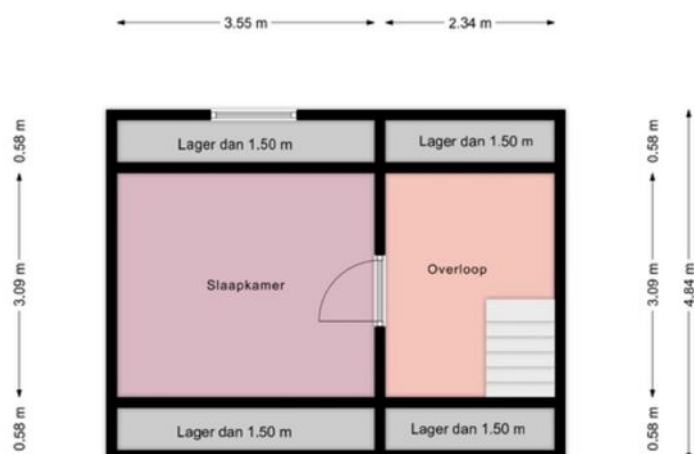 3.55 m
2.34 m
0.58 m
Lager dan 1.50 m
Lager dan 1.50 m
0.58 m
3.09 m
Slaapkamer
Overloop
3.09 m
4.84 m
0.58 m
Lager dan 1.50 m
Lager dan 1.50 m
0.58 m